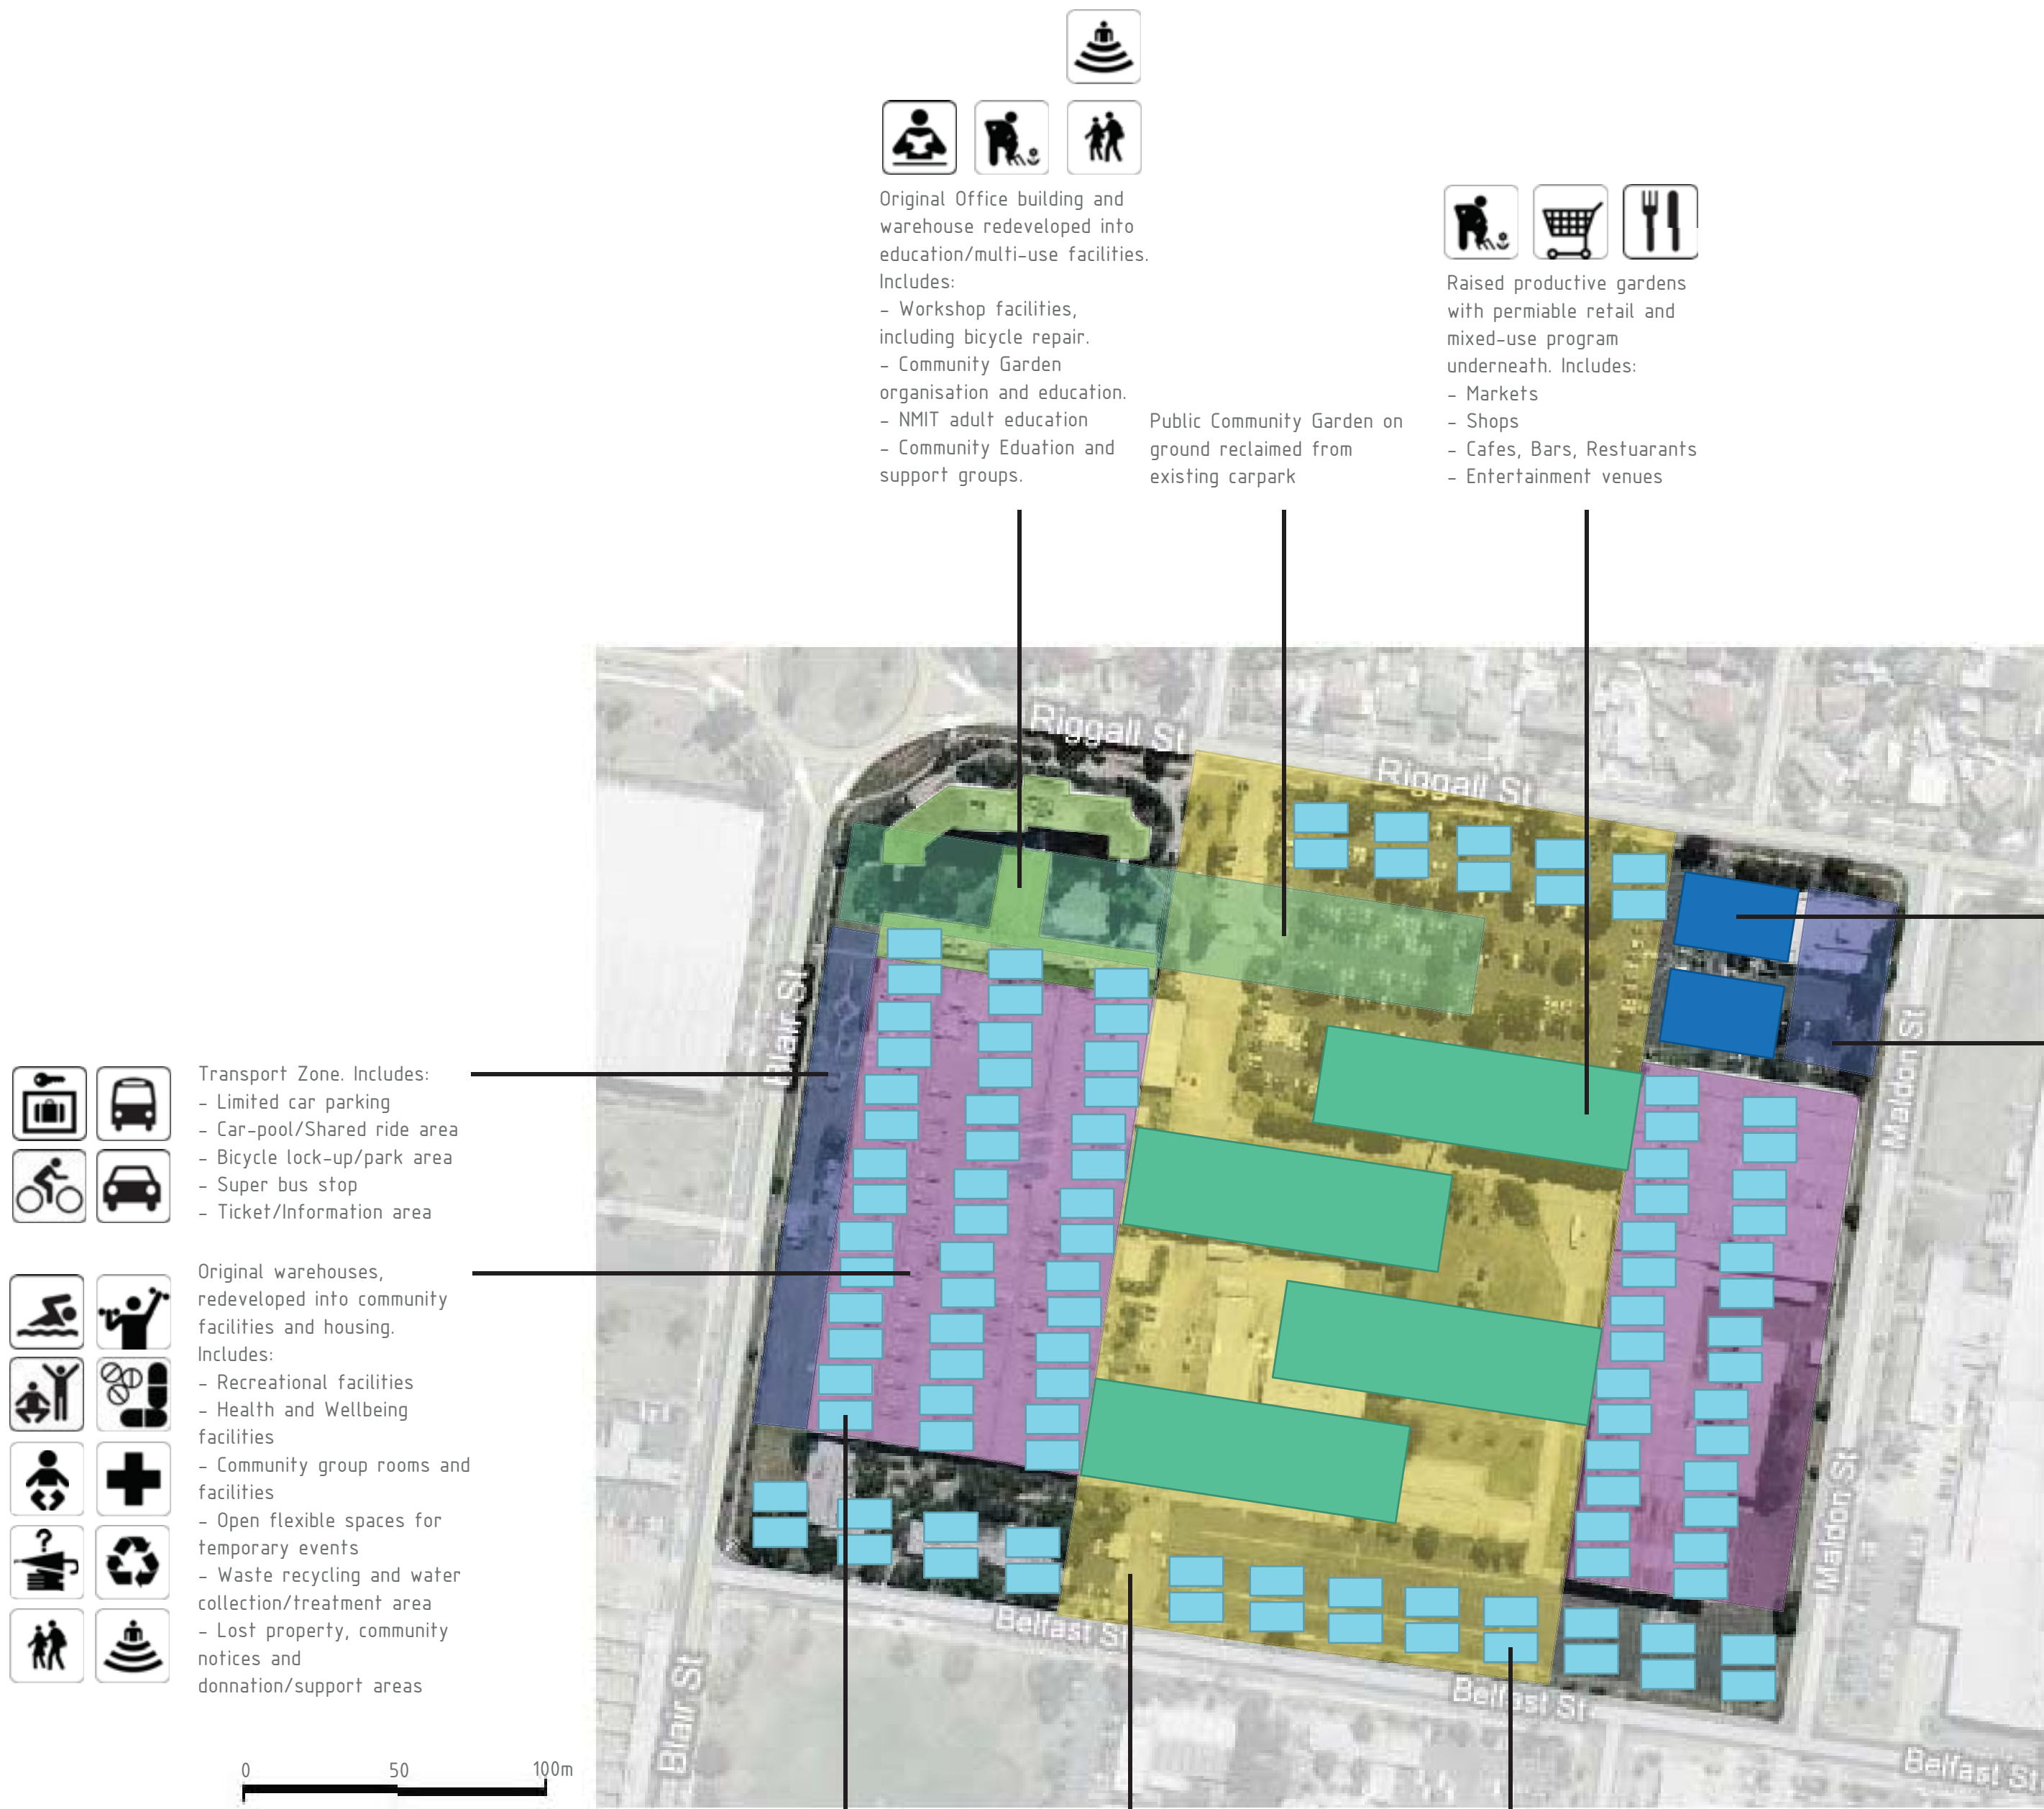 Original Office building and
warehouse redeveloped into
education/multi-use facilities.
Includes:
- Workshop facilities,
including bicycle repair.
- Community Garden
organisation and education.
- NMIT adult education
- Community Eduation and
support groups.
Public Community Garden on
ground reclaimed from
existing carpark
Raised productive gardens
with permiable retail and
mixed-use program
underneath. Includes:
- Markets
- Shops
- Cafes, Bars, Restuarants
- Entertainment venues
Riggall St
Riggall St
Blair St
Maldon St
Transport Zone. Includes:
- Limited car parking
- Car-pool/Shared ride area
- Bicycle lock-up/park area
- Super bus stop
- Ticket/Information area
Original warehouses,
redeveloped into community
facilities and housing.
Includes:
- Recreational facilities
- Health and Wellbeing
facilities
- Community group rooms and
facilities
- Open flexible spaces for
temporary events
- Waste recycling and water
collection/treatment area
- Lost property, community
notices and
donnation/support areas
?
Maldon St
Belfast St
Belfast St
Blair St
Belfast St
0 50 100m